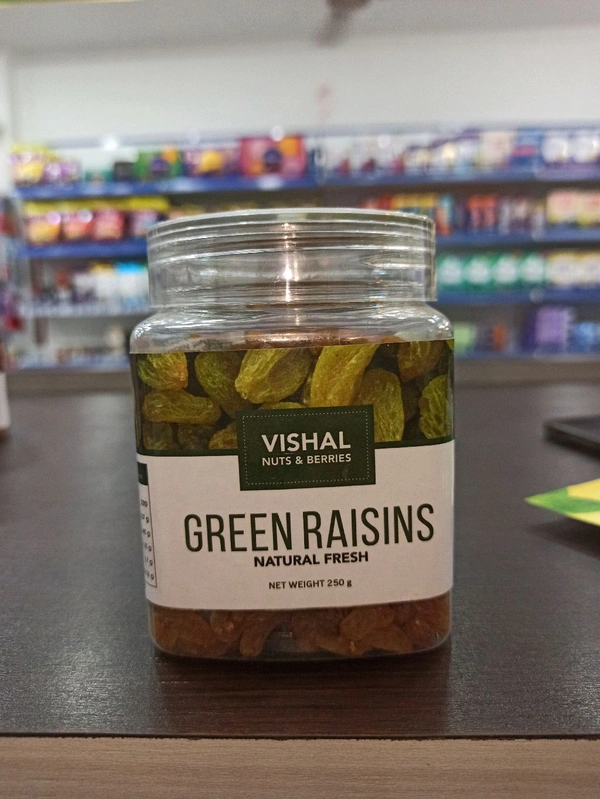 VISHAL
NUTS & BERRIES
GREEN RAISINS
NATURAL FRESH
NET WEIGHT 250 g